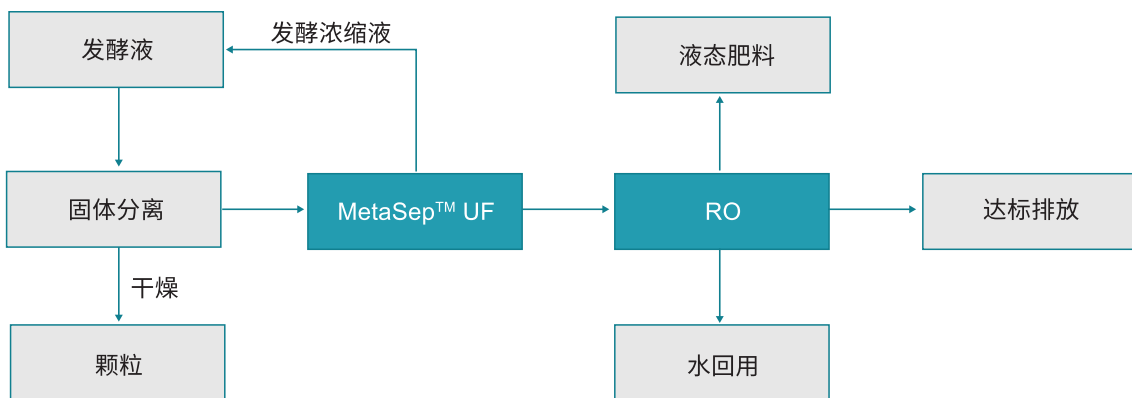 发酵液
发酵浓缩液
液态肥料
固体分离
MetaSep™ UF
RO
达标排放
干燥
颗粒
水回用